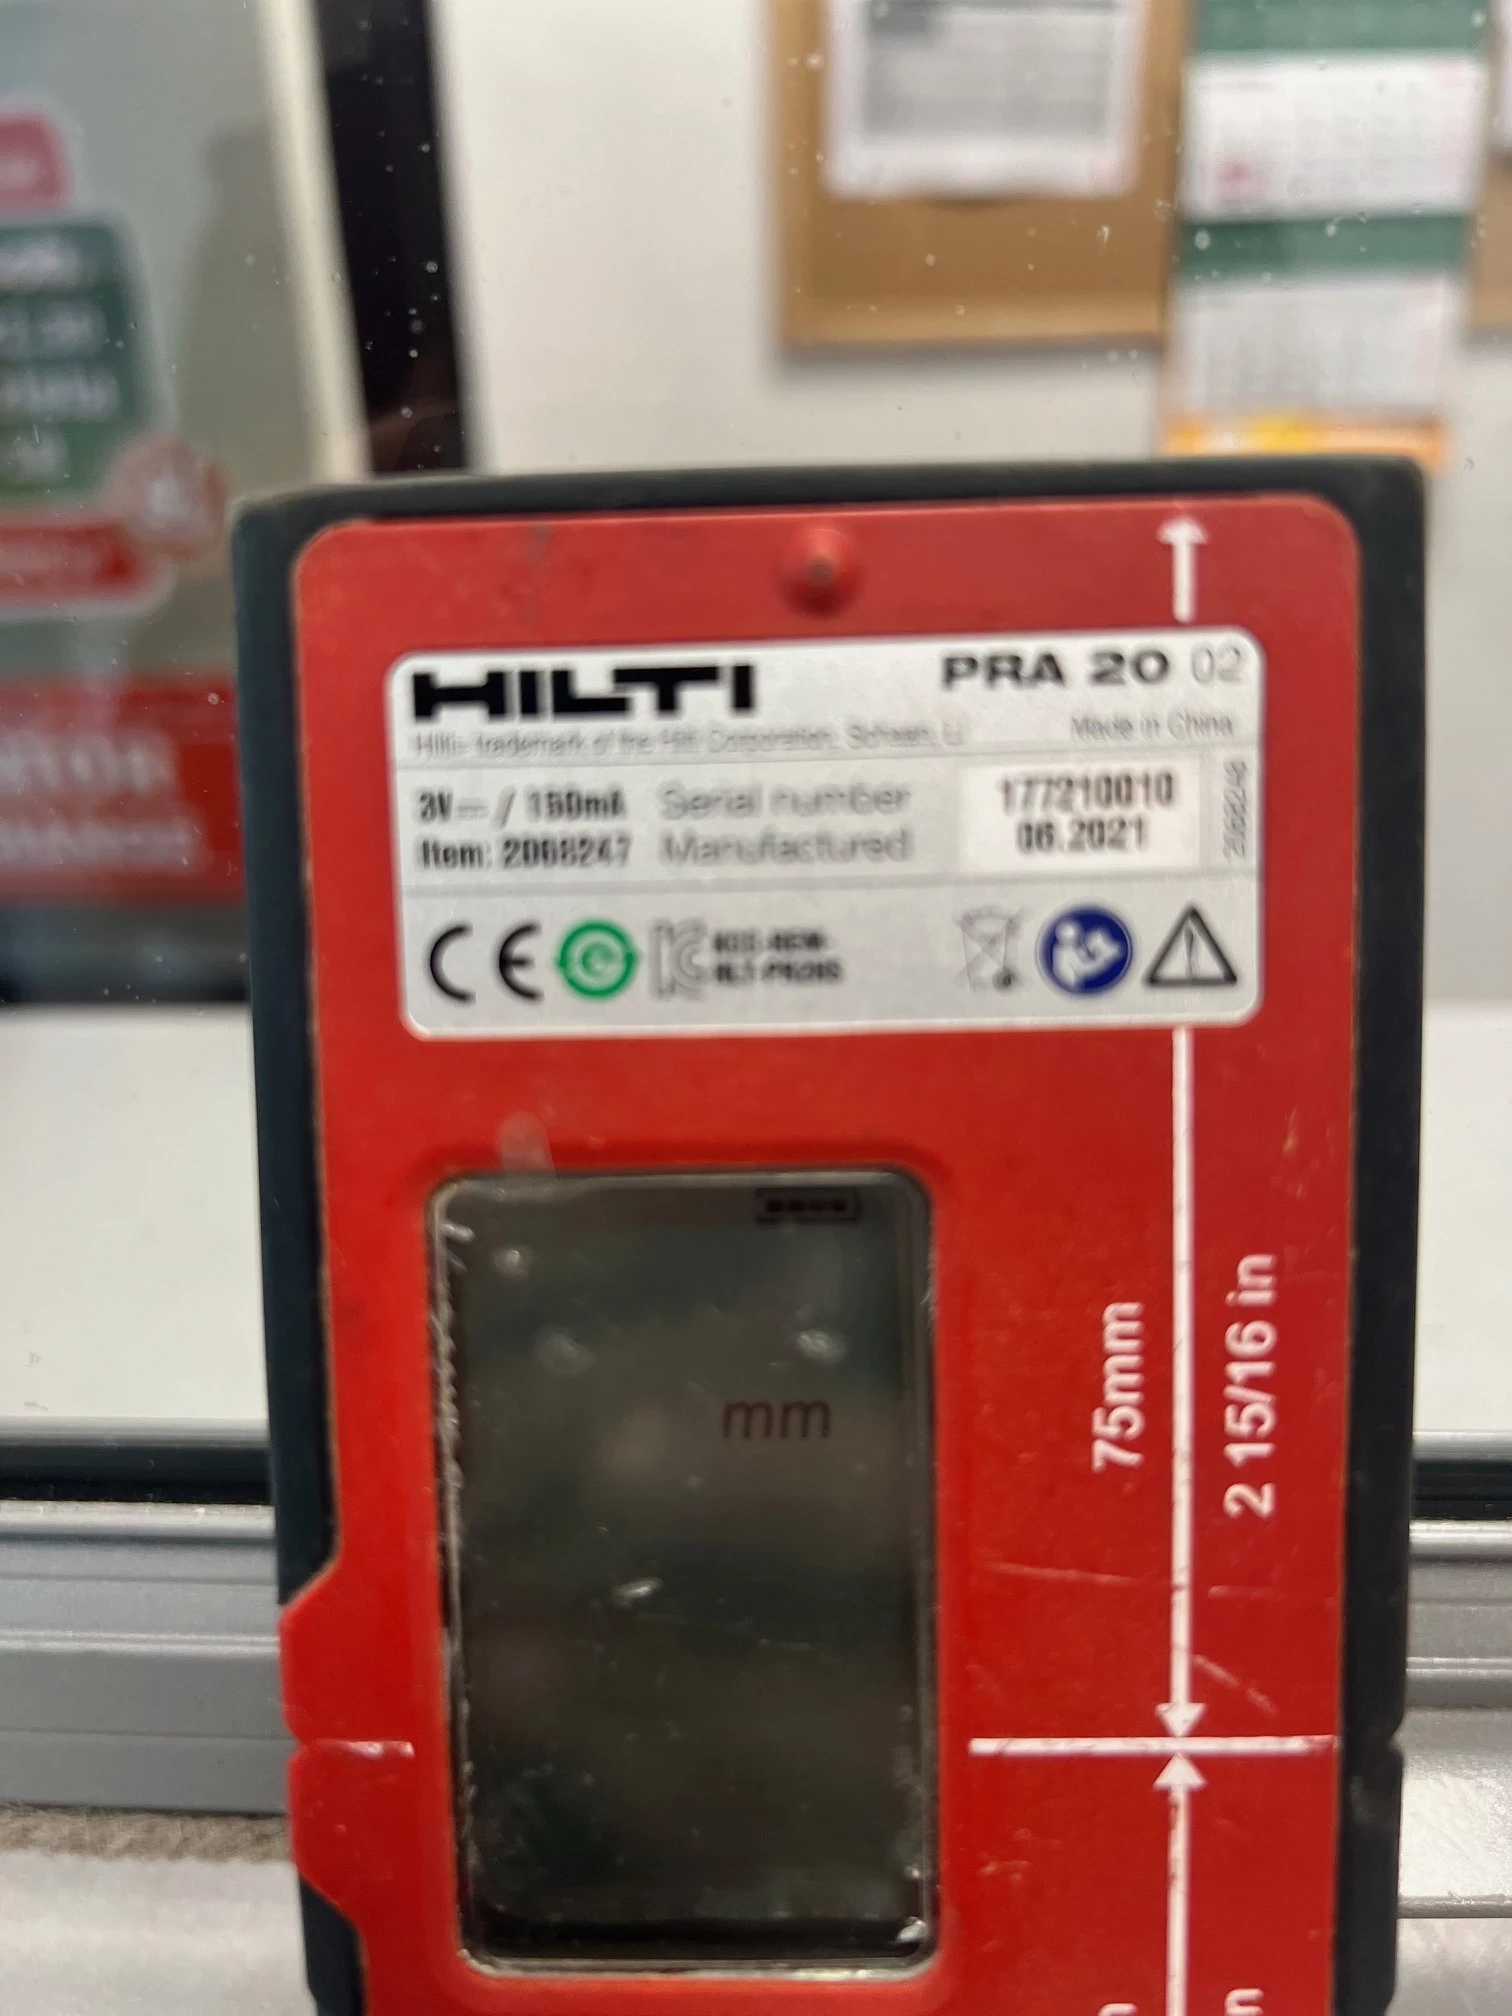 HILTI
PRA 20 02
Hilti= trademark of the Hilti Corporation, Schaan, LI
Made in China
3V / 150mA
Item: 2068247
Serial number
Manufactured
177210010
06.2021
2068248
CE
mm
75mm
2 15/16 in